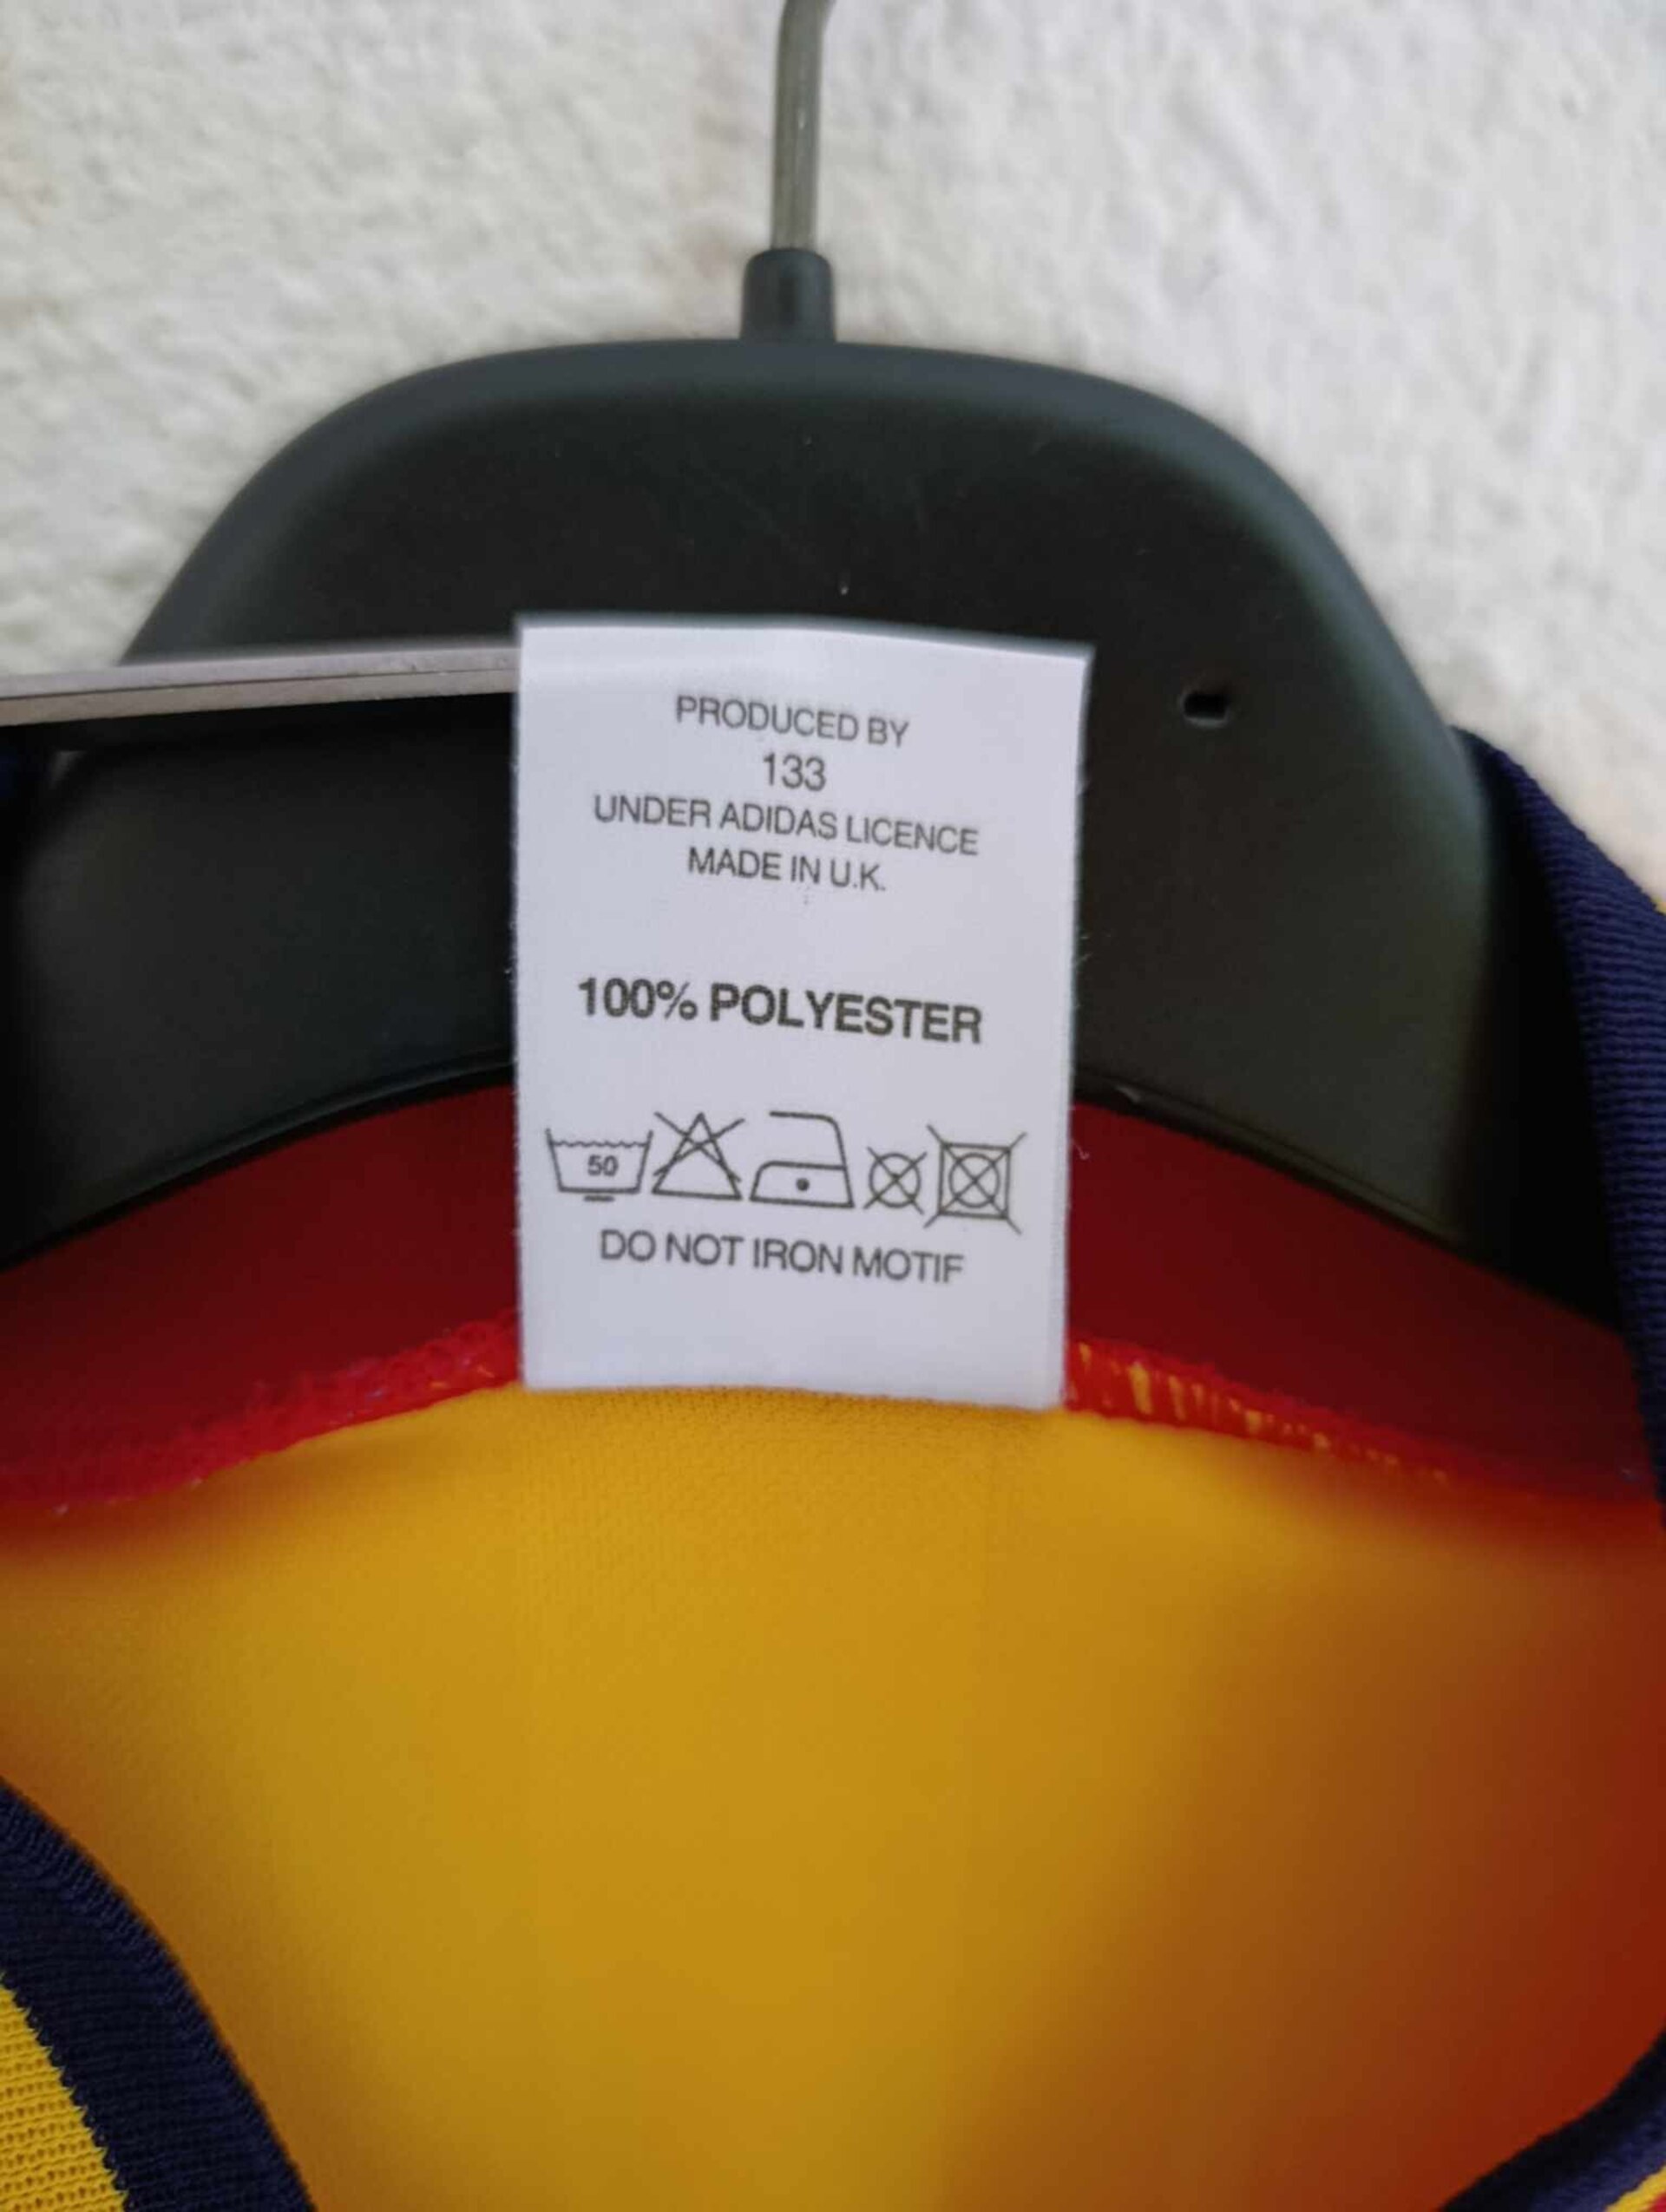 PRODUCED BY
133
UNDER ADIDAS LICENCE
MADE IN U.K.
100% POLYESTER
50
DO NOT IRON MOTIF